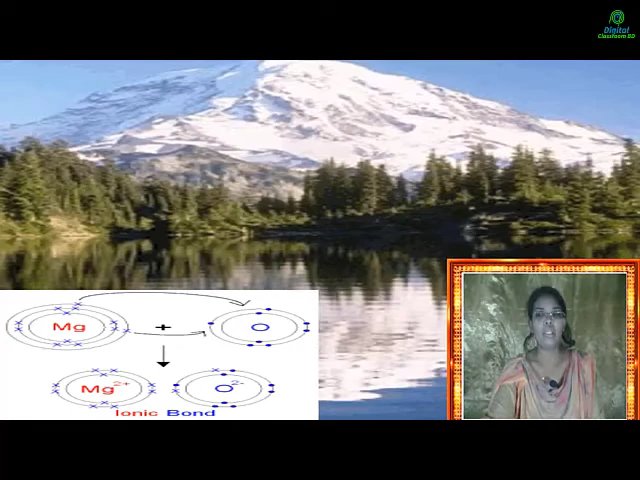 Digital
Classroom BD
Mg
+
O
Mg2+
O2-
Ionic Bond